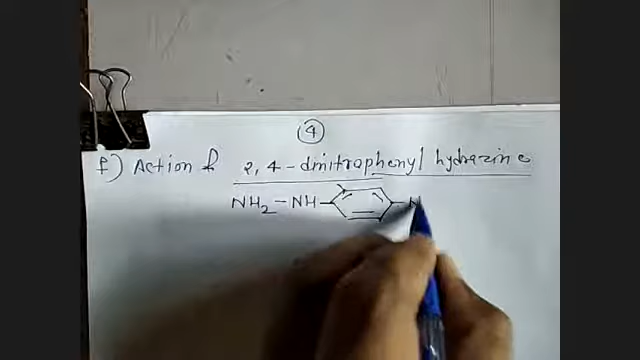 4
f) Action of 2,4-dinitrophenyl hydrazine
NH2-NH- -N